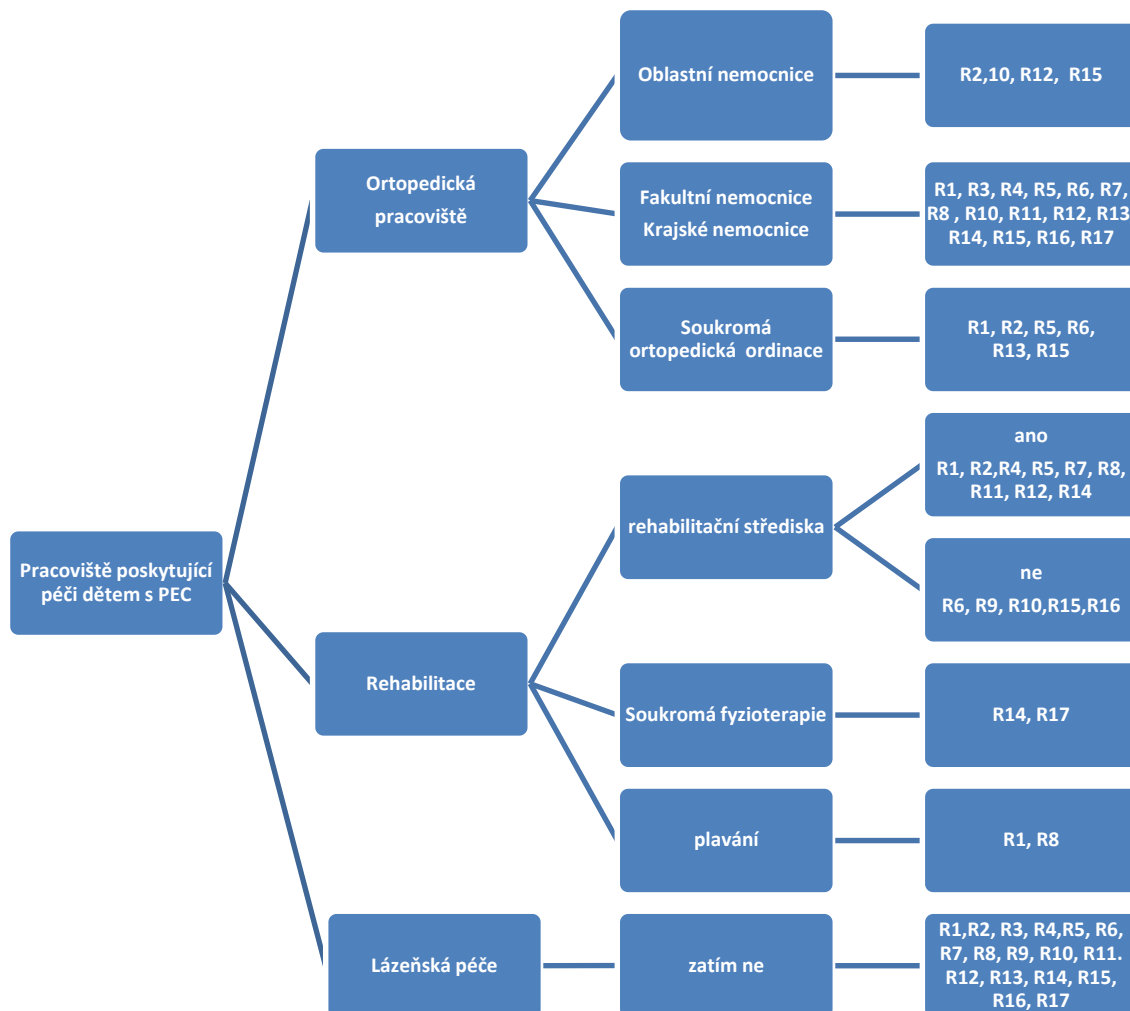 Pracoviště poskytující
péči dětem s PEC
Ortopedická
pracoviště
Oblastní nemocnice
R2,10, R12, R15
Fakultní nemocnice
Krajské nemocnice
R1, R3, R4, R5, R6, R7,
R8 , R10, R11, R12, R13
R14, R15, R16, R17
Soukromá
ortopedická ordinace
R1, R2, R5, R6,
R13, R15
Rehabilitace
rehabilitační střediska
ano
R1, R2,R4, R5, R7, R8,
R11, R12, R14
ne
R6, R9, R10,R15,R16
Soukromá fyzioterapie
R14, R17
plavání
R1, R8
Lázeňská péče
zatím ne
R1,R2, R3, R4,R5, R6,
R7, R8, R9, R10, R11.
R12, R13, R14, R15,
R16, R17